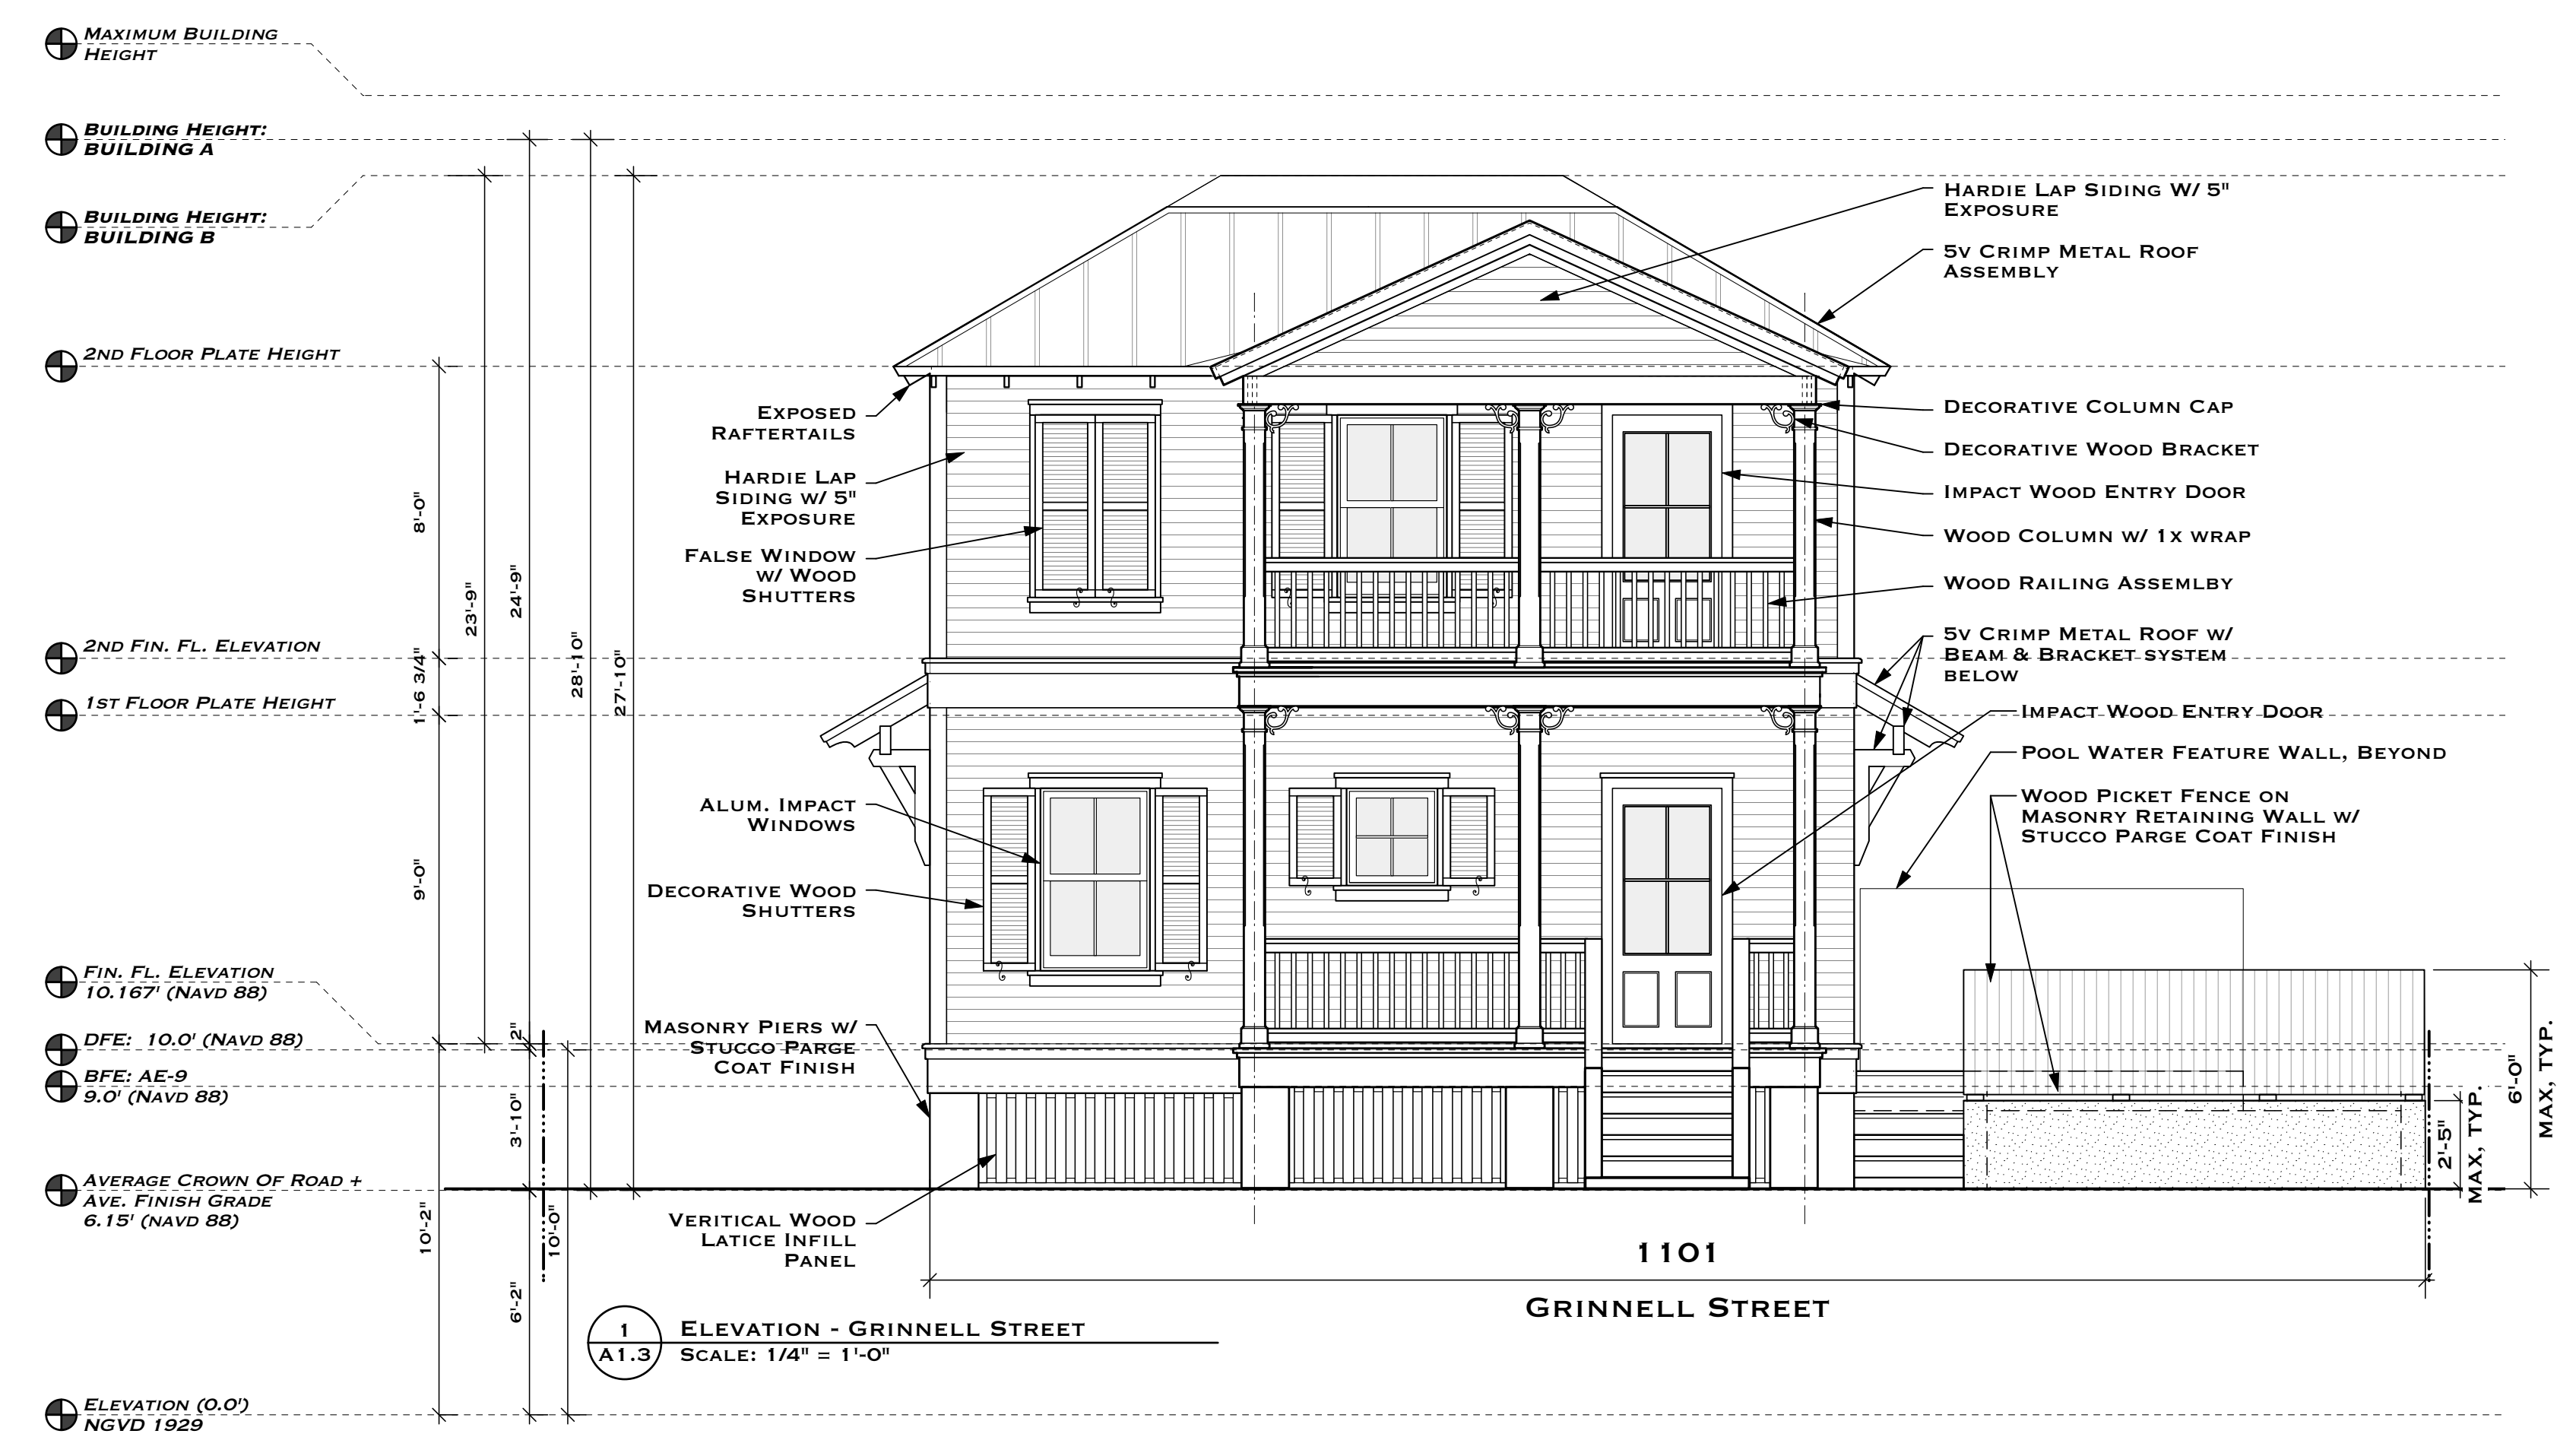 Maximum Building
Height
Building Height:
Building A
Building Height:
Building B
2nd Floor Plate Height
2nd Fin. Fl. Elevation
1st Floor Plate Height
Fin. Fl. Elevation
10.167' (Navd 88)
DFE: 10.0' (Navd 88)
BFE: AE-9
9.0' (Navd 88)
Average Crown Of Road +
Ave. Finish Grade
6.15' (navd 88)
Elevation (0.0')
NGVD 1929
8'-0"
1'-6 3/4"
9'-0"
10'-2"
23'-9"
24'-9"
2"
3'-10"
6'-2"
10'-0"
28'-10"
27'-10"
Exposed
Raftertails
Hardie Lap
Siding w/ 5"
Exposure
False Window
w/ Wood
Shutters
Alum. Impact
Windows
Decorative Wood
Shutters
Masonry Piers w/
Stucco Parge
Coat Finish
Veritical Wood
Latice Infill
Panel
Hardie Lap Siding W/ 5"
Exposure
5v Crimp Metal Roof
Assembly
Decorative Column Cap
Decorative Wood Bracket
Impact Wood Entry Door
Wood Column w/ 1x wrap
Wood Railing Assemlby
5v Crimp Metal Roof w/
Beam & Bracket system
below
Impact Wood Entry Door
Pool Water Feature Wall, Beyond
Wood Picket Fence on
Masonry Retaining Wall w/
Stucco Parge Coat Finish
2'-5"
MAX, TYP.
6'-0"
MAX, TYP.
1101
Grinnell Street
1
A1.3
Elevation - Grinnell Street
Scale: 1/4" = 1'-0"